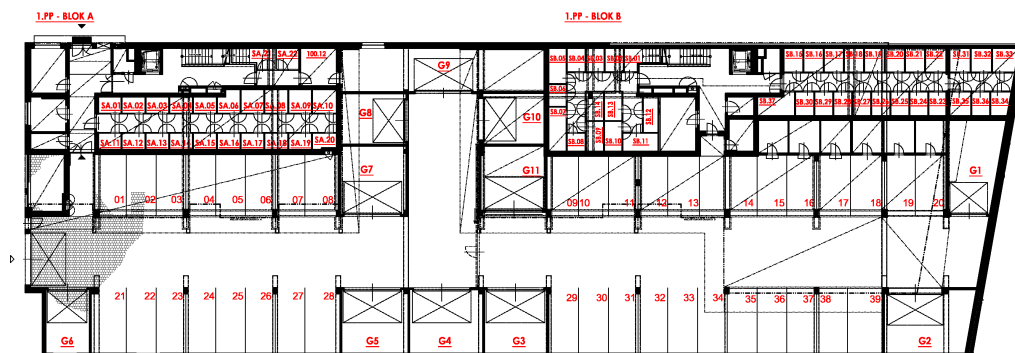 1.PP - BLOK A 1.PP - BLOK B
SA.21 SA.22 100.12 SB.05 SB.04 SB.03 SB.02 SB.01 SB.15 SB.16 SB.17 SB.18 SB.19 SB.20 SB.21 SB.22 SB.31 SB.32 SB.33
G9
SB.06
SA.01 SA.02 SA.03 SA.04 SA.05 SA.06 SA.07 SA.08 SA.09 SA.10 SB.37 SB.30 SB.29 SB.28 SB.27 SB.26 SB.25 SB.24 SB.23 SB.35 SB.36 SB.34
G8 G10 SB.07 SB.14 SB.13 SB.12
SA.11 SA.12 SA.13 SA.14 SA.15 SA.16 SA.17 SA.18 SA.19 SA.20 SB.08 SB.09 SB.10 SB.11
G7 G11 G1
01 02 03 04 05 06 07 08 09 10 11 12 13 14 15 16 17 18 19 20
21 22 23 24 25 26 27 28 29 30 31 32 33 34 35 36 37 38 39
G6 G5 G4 G3 G2